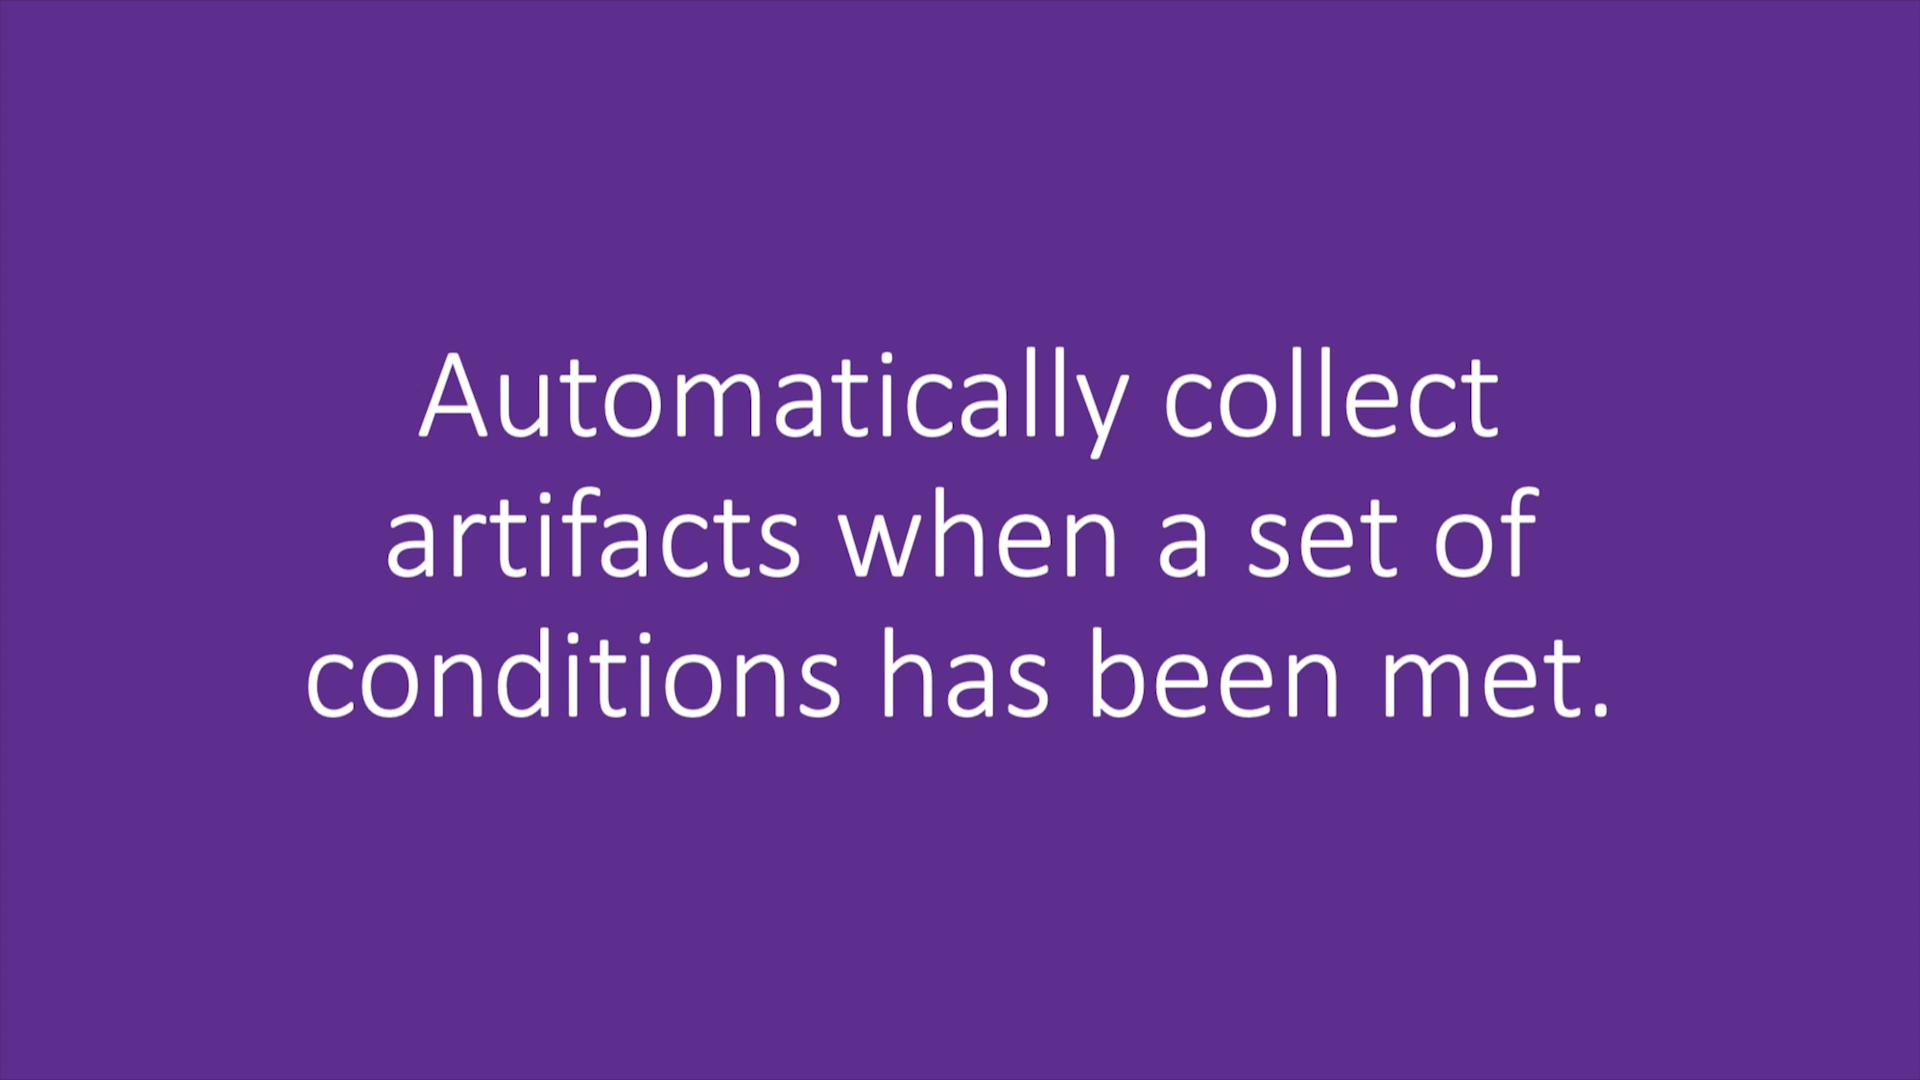 Automatically collect
artifacts when a set of
conditions has been met.